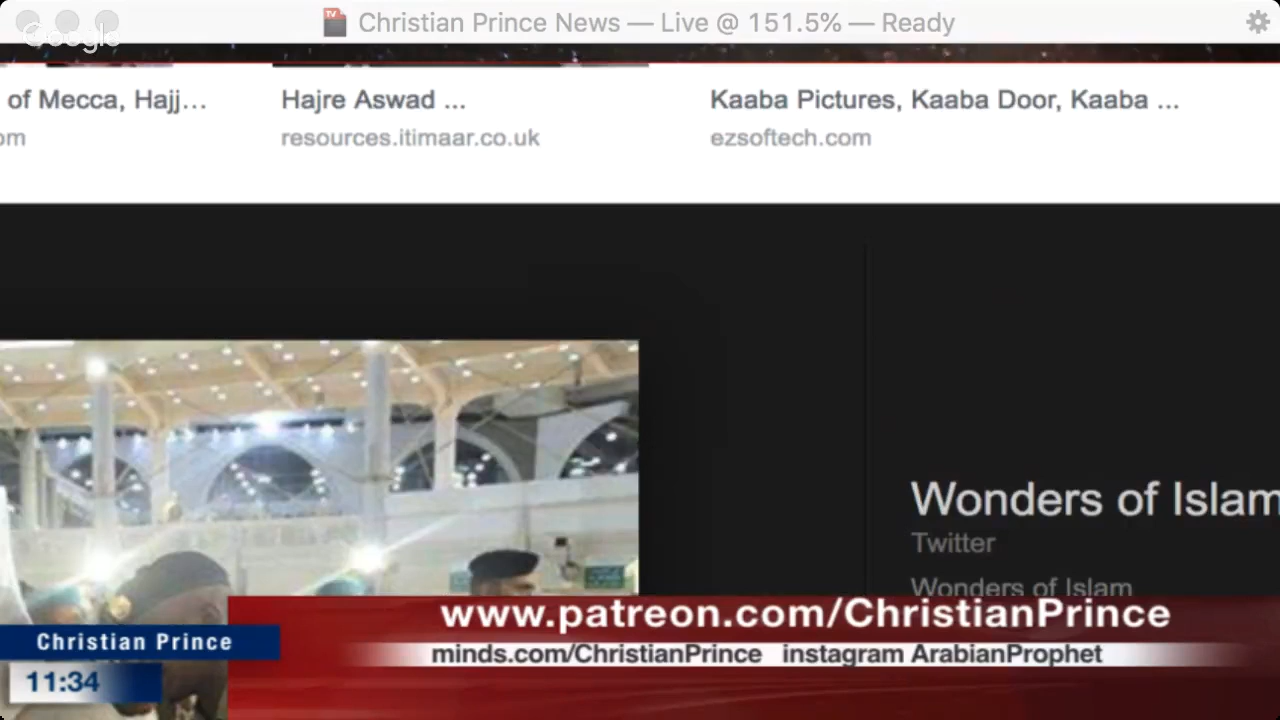 Christian Prince News — Live @ 151.5% — Ready
Google
of Mecca, Hajj...
Hajre Aswad ...
Kaaba Pictures, Kaaba Door, Kaaba ...
om
resources.itimaar.co.uk
ezsoftech.com
Wonders of Islam
Twitter
Wonders of Islam
www.patreon.com/ChristianPrince
Christian Prince
minds.com/ChristianPrince instagram ArabianProphet
11:34